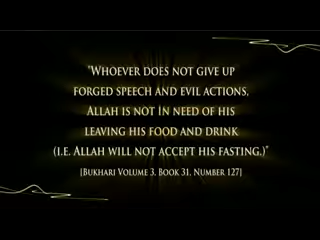 "Whoever does not give up
forged speech and evil actions,
Allah is not in need of his
leaving his food and drink
(i.e. Allah will not accept his fasting.)"
[Bukhari Volume 3, Book 31, Number 127]